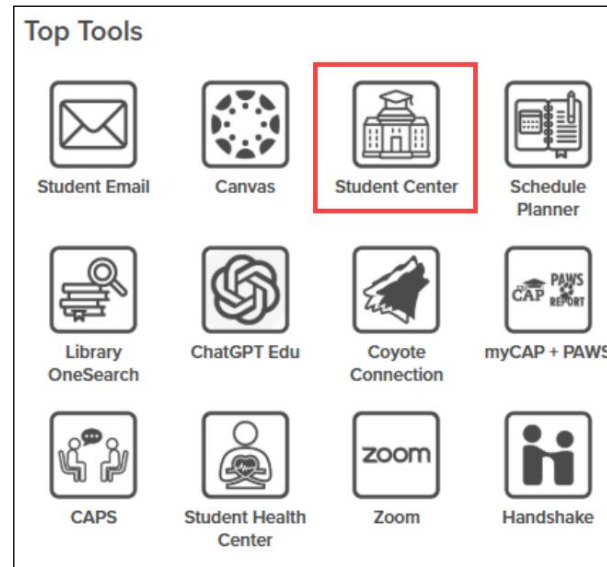 Top Tools
Student Email
Canvas
Student Center
Schedule
Planner
Library
OneSearch
ChatGPT Edu
Coyote
Connection
CAP
PAWS
REPORT
myCAP + PAWS
CAPS
Student Health
Center
zoom
Zoom
Handshake